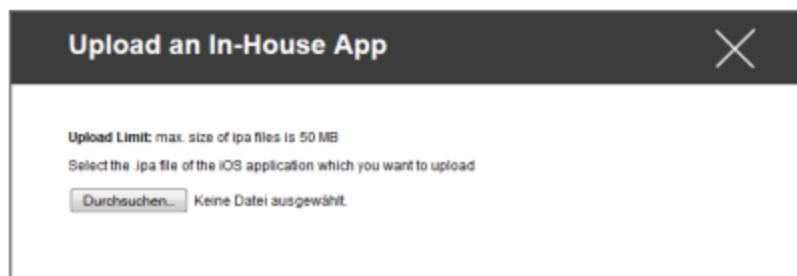 Upload an In-House App
Upload Limit: max. size of ipa files is 50 MB
Select the .ipa file of the iOS application which you want to upload
Durchsuchen... Keine Datei ausgewählt.